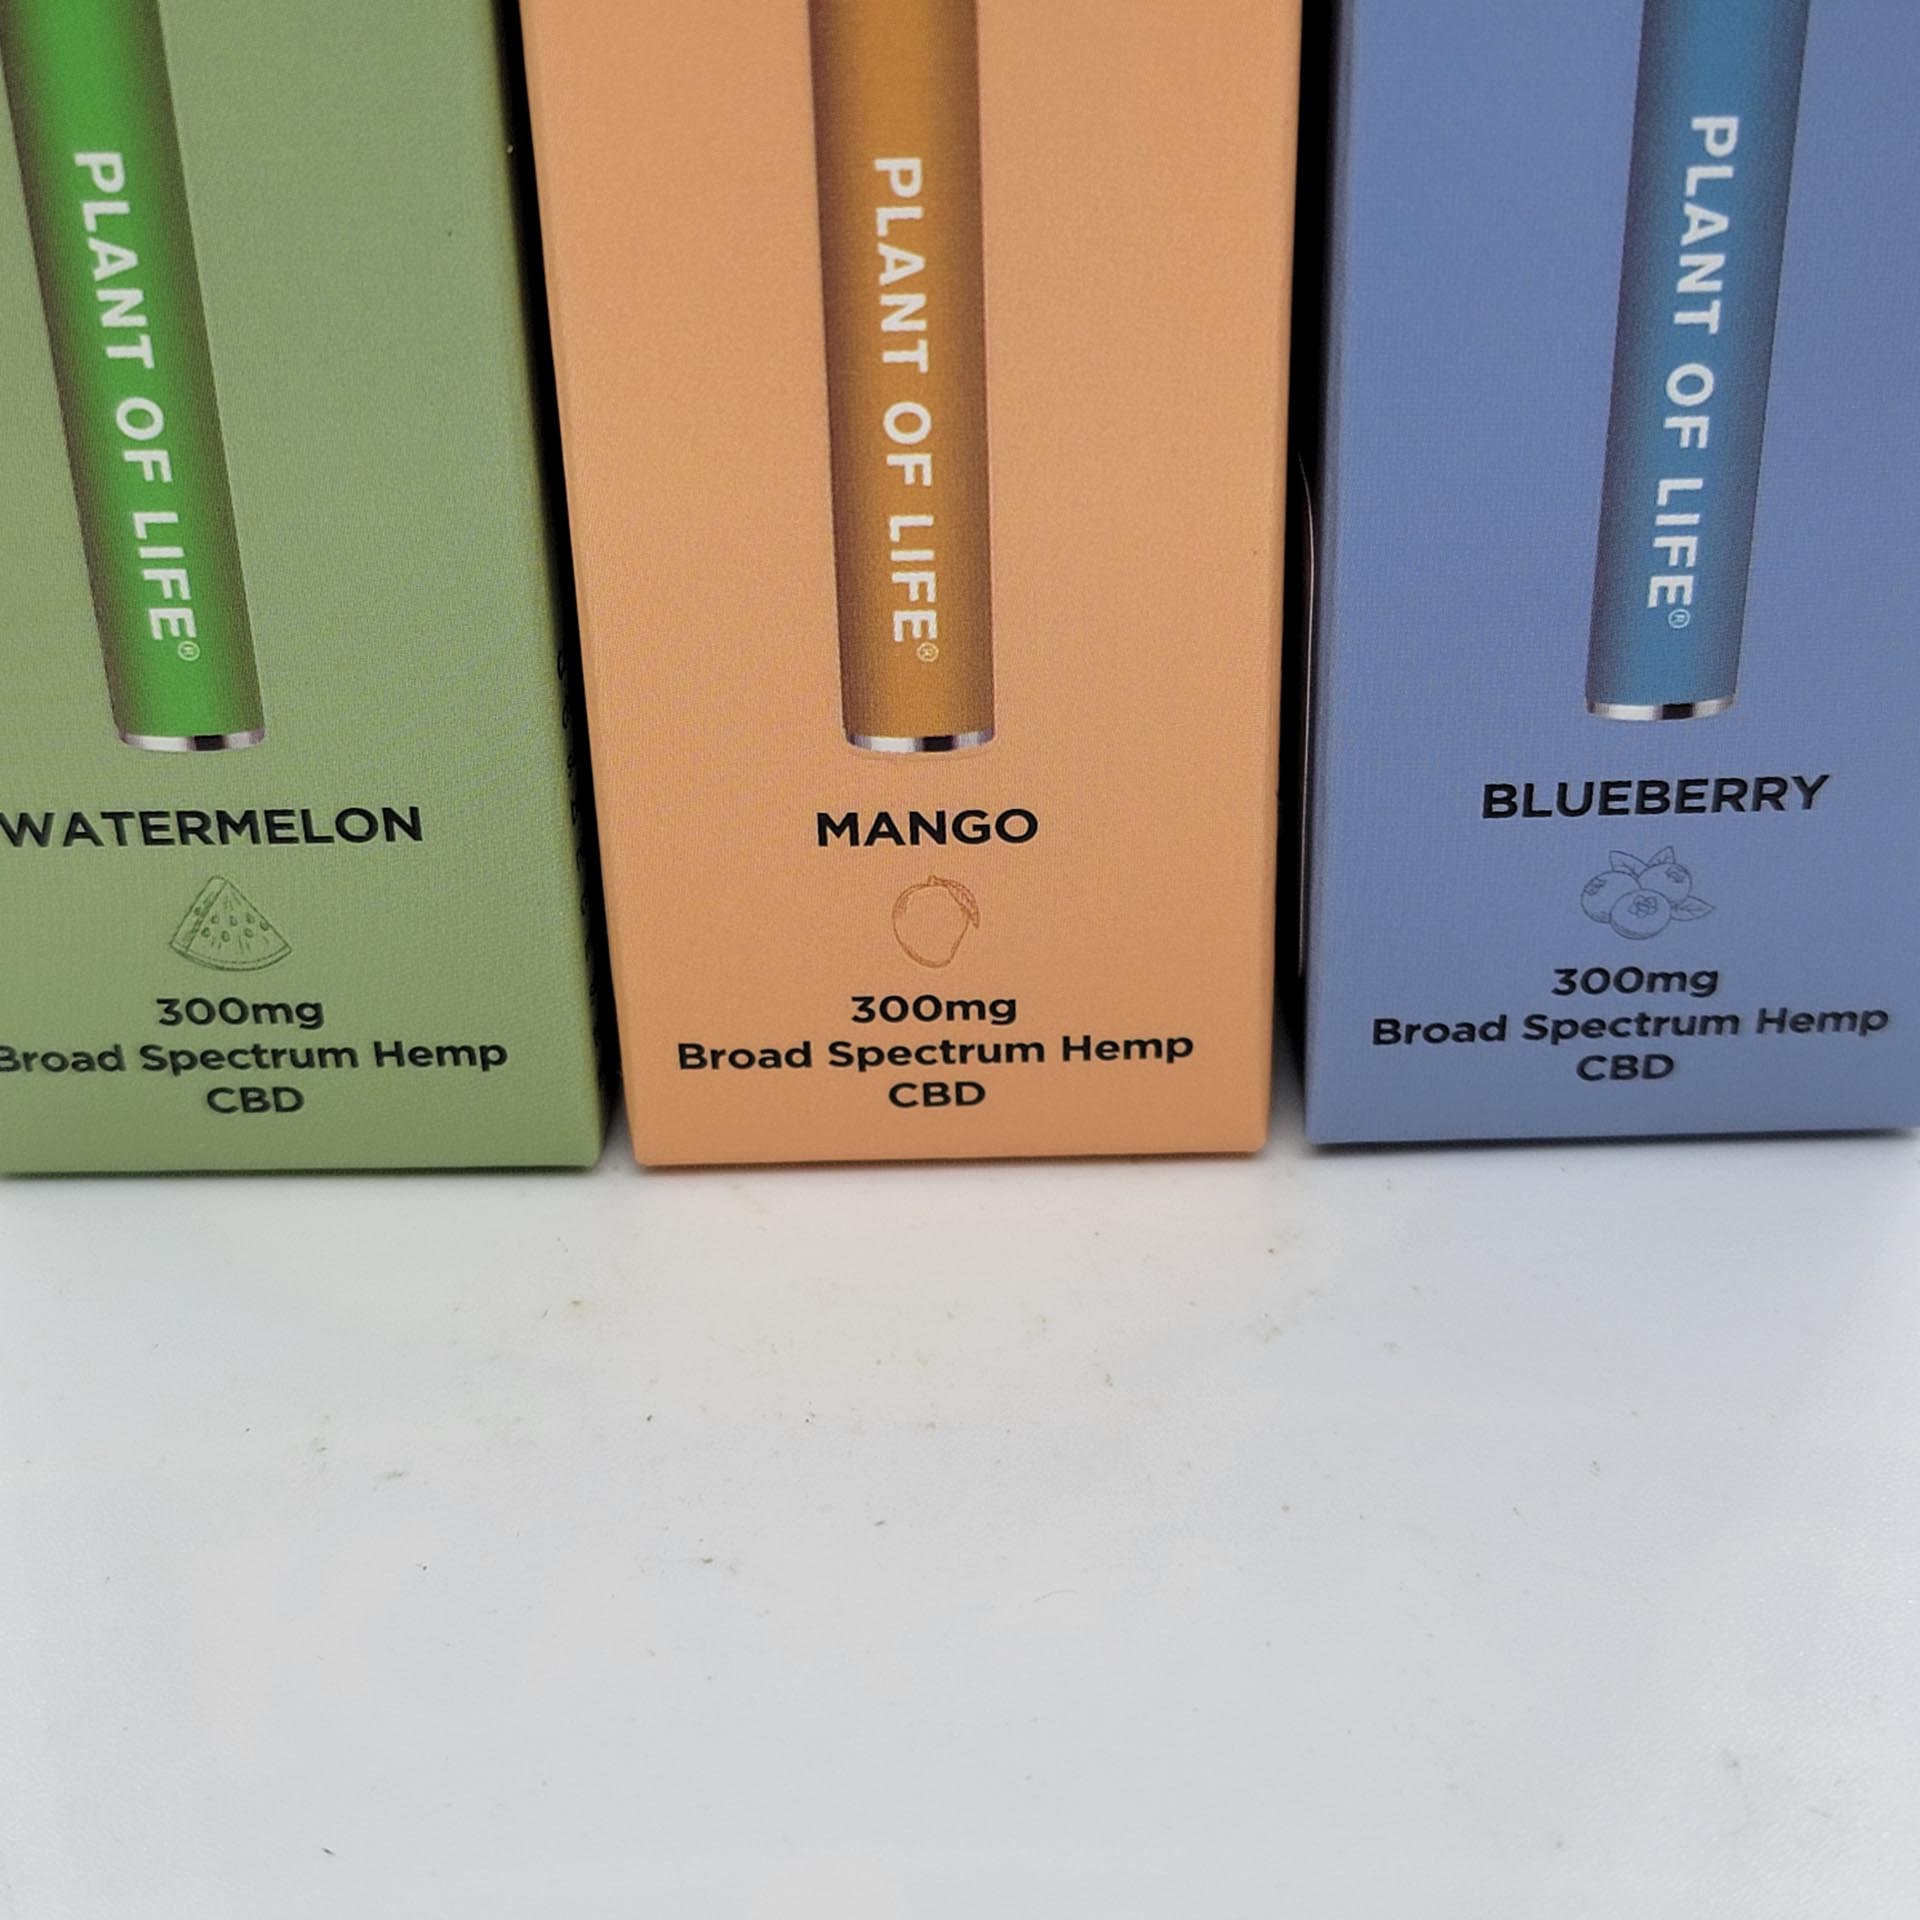 PLANT OF LIFE®
WATERMELON
300mg
Broad Spectrum Hemp
CBD
PLANT OF LIFE®
MANGO
300mg
Broad Spectrum Hemp
CBD
PLANT OF LIFE®
BLUEBERRY
300mg
Broad Spectrum Hemp
CBD